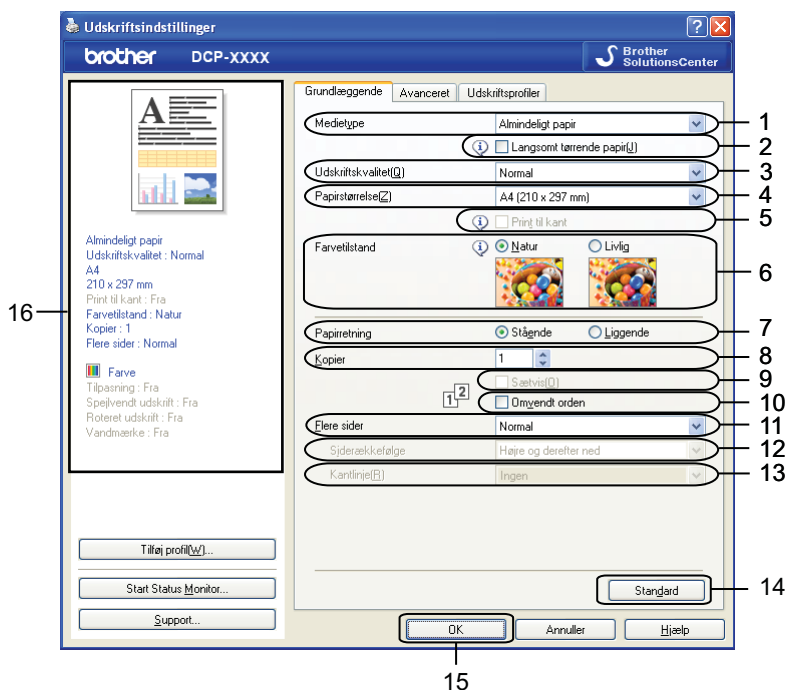 Udskriftsindstillinger
brother DCP-XXXX Brother
SolutionsCenter
Grundlæggende Avanceret Udskriftsprofiler
Medietype Almindeligt papir 1
Langsomt tørrende papir(J) 2
Udskriftskvalitet(Q) Normal 3
Papirstørrelse(Z) A4 (210 x 297 mm) 4
Print til kant 5
Farvetilstand Natur Livlig 6
Papirretning Stående Liggende 7
Kopier 1 8
Sætvis(O) 9
12 Omvendt orden 10
Flere sider Normal 11
Sjderækkefølge Højre og derefter ned 12
Kantlinje(R) Ingen 13
Standard 14
A
Almindeligt papir
Udskriftskvalitet : Normal
A4
210 x 297 mm
Print til kant : Fra
Farvetilstand : Natur
Kopier : 1
Flere sider : Normal
16
Farve
Tilpasning : Fra
Spejlvendt udskrift : Fra
Roteret udskrift : Fra
Vandmærke : Fra
Tilføj profil(W)...
Start Status Monitor...
Support...
OK Annuller Hjælp
15